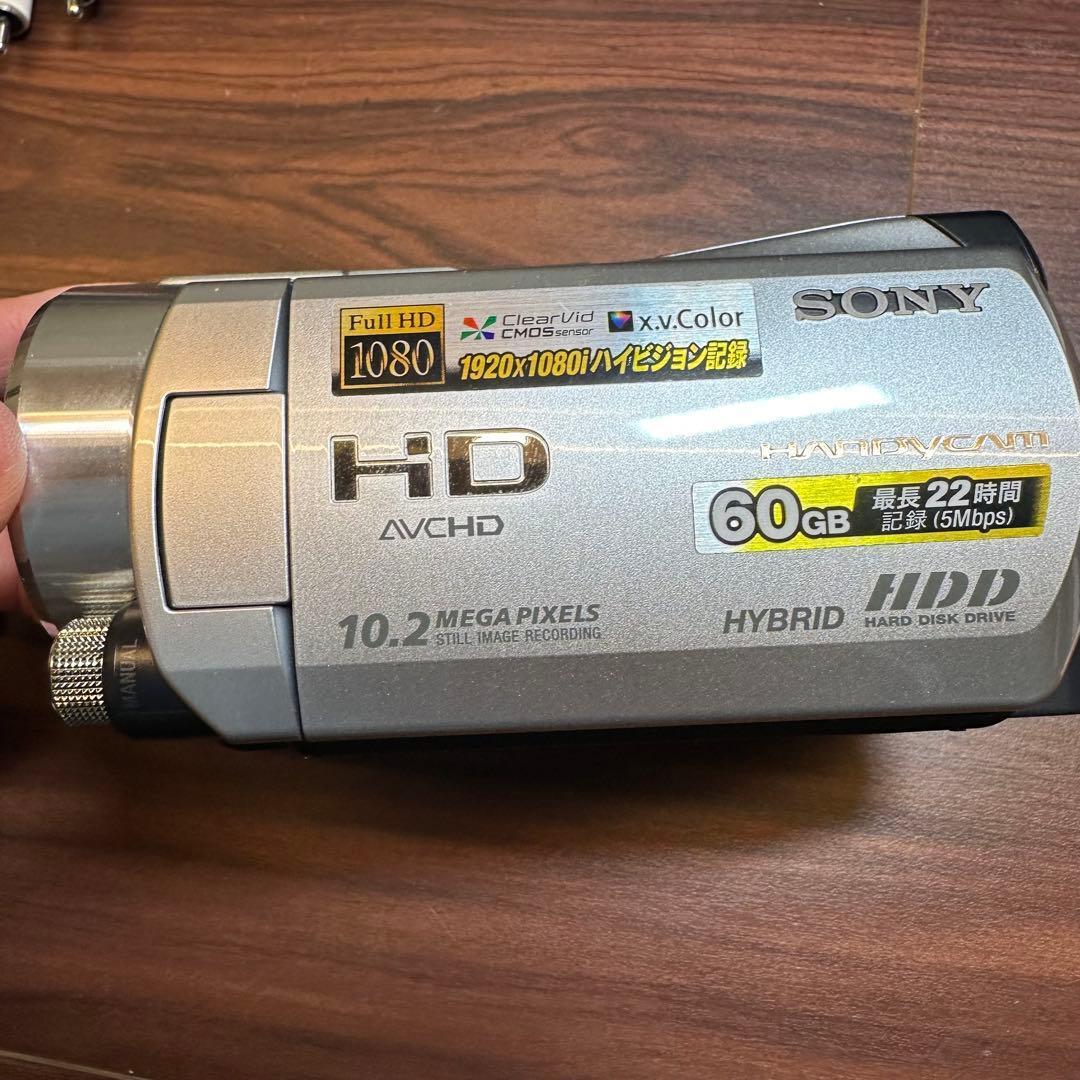 SONY
Full HD
1080
ClearVid
CMOS sensor
x.v.Color
1920x1080iハイビジョン記録
HANDYCAM
HD
AVCHD
60GB
最長22時間
記録(5Mbps)
10.2 MEGA PIXELS
STILL IMAGE RECORDING
HYBRID HDD
HARD DISK DRIVE
MANUAL